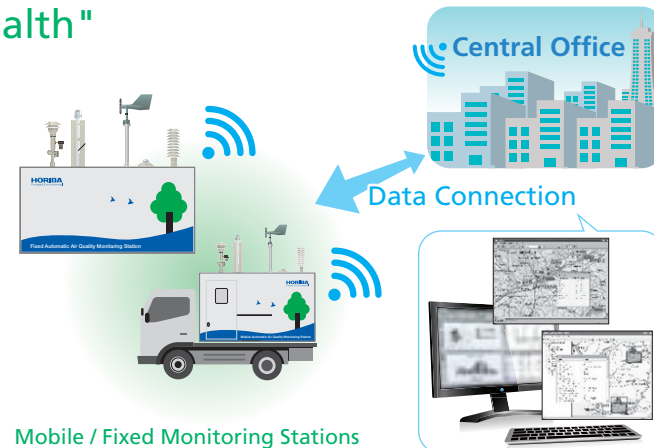 alth"
Central Office
HORIBA
Data Connection
Fixed Automatic Air Quality Monitoring Station
HORIBA
Mobile Automatic Air Quality Monitoring Station
Mobile / Fixed Monitoring Stations